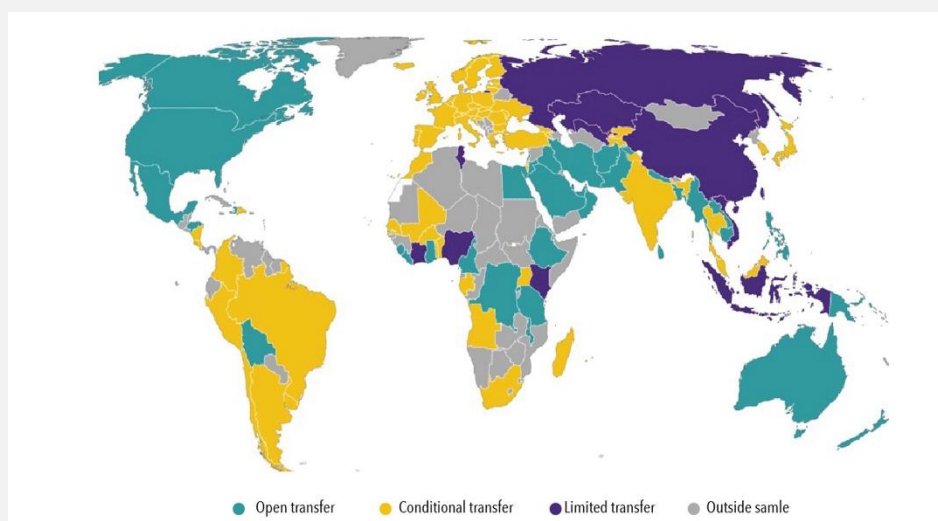 Open transfer
Conditional transfer
Limited transfer
Outside samle